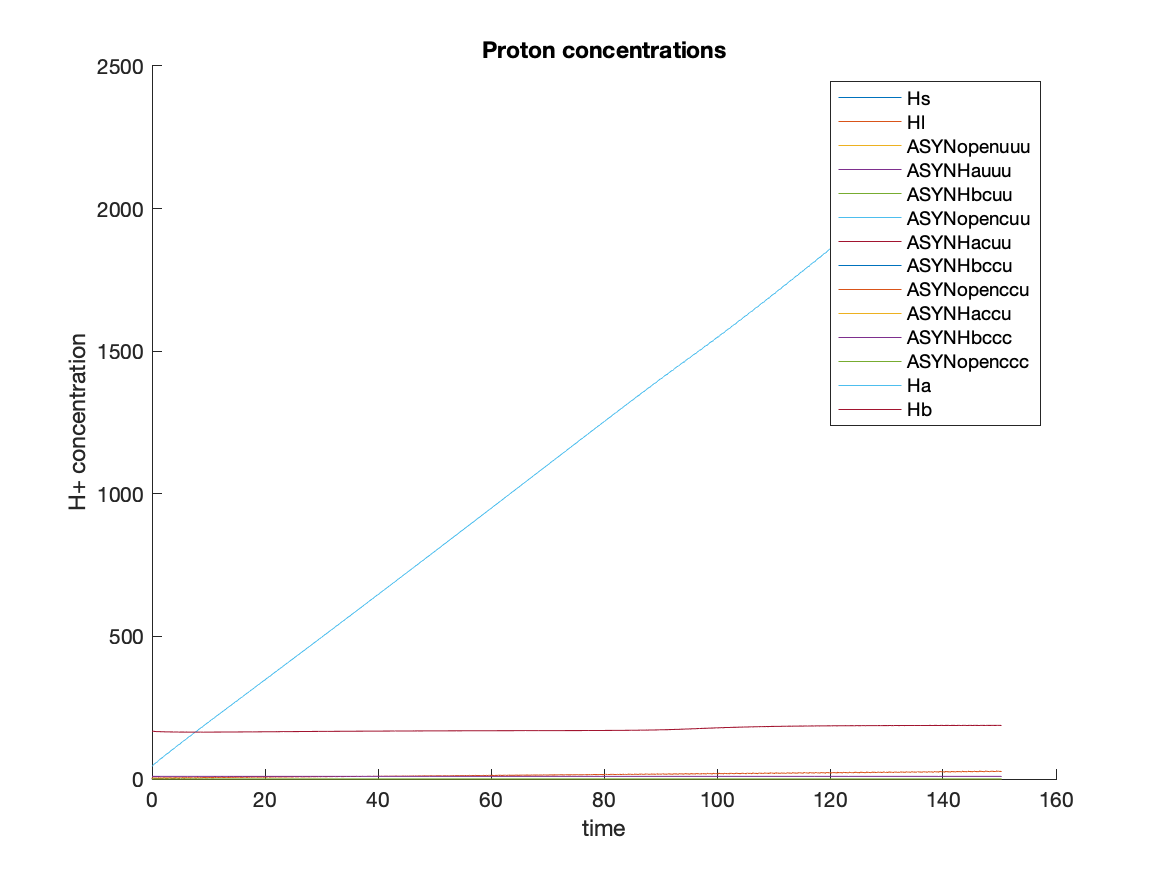 Proton concentrations
2500
2000
1500
1000
500
0
H+ concentration
0 20 40 60 80 100 120 140 160
time
Hs
Hl
ASYNopenuuu
ASYNHauuu
ASYNHbcuu
ASYNopencuu
ASYNHacuu
ASYNHbccu
ASYNopenccu
ASYNHaccu
ASYNHbccc
ASYNopenccc
Ha
Hb